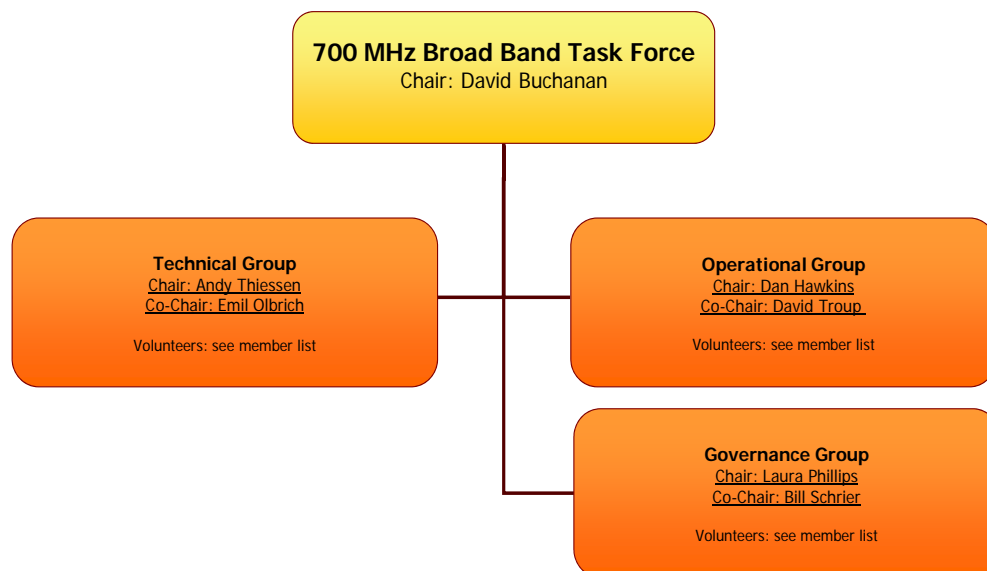 700 MHz Broad Band Task Force
Chair: David Buchanan
Technical Group
Chair: Andy Thiessen
Co-Chair: Emil Olbrich
Volunteers: see member list
Operational Group
Chair: Dan Hawkins
Co-Chair: David Troup
Volunteers: see member list
Governance Group
Chair: Laura Phillips
Co-Chair: Bill Schrier
Volunteers: see member list